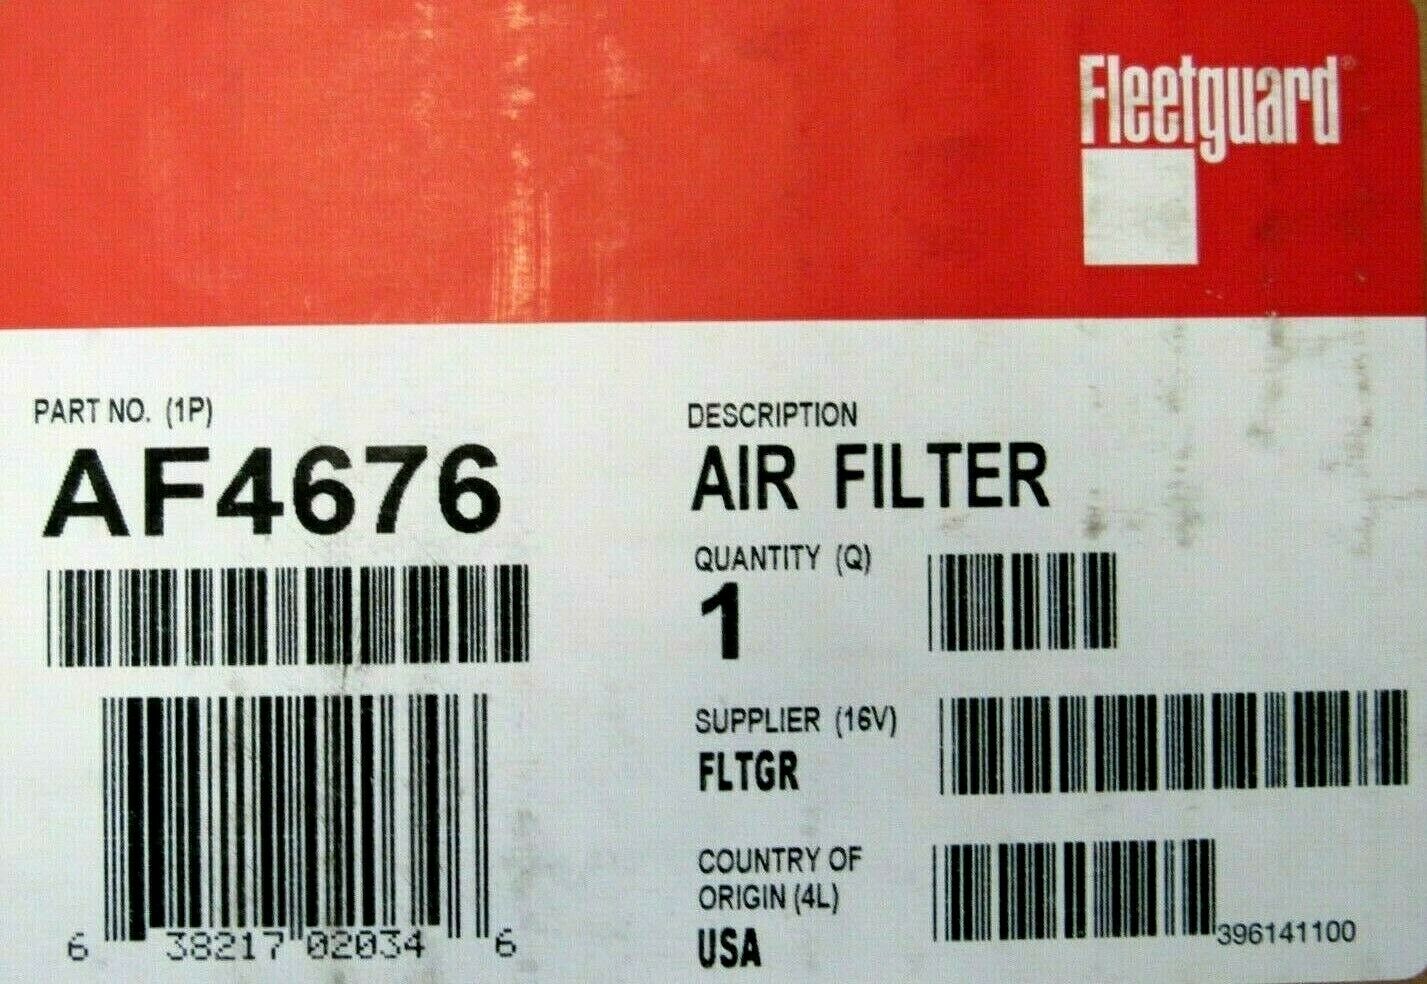 Fleetguard®
PART NO. (1P)
AF4676
DESCRIPTION
AIR FILTER
QUANTITY (Q)
1
SUPPLIER (16V)
FLTGR
COUNTRY OF
ORIGIN (4L)
USA
396141100
6 38217 02034 6